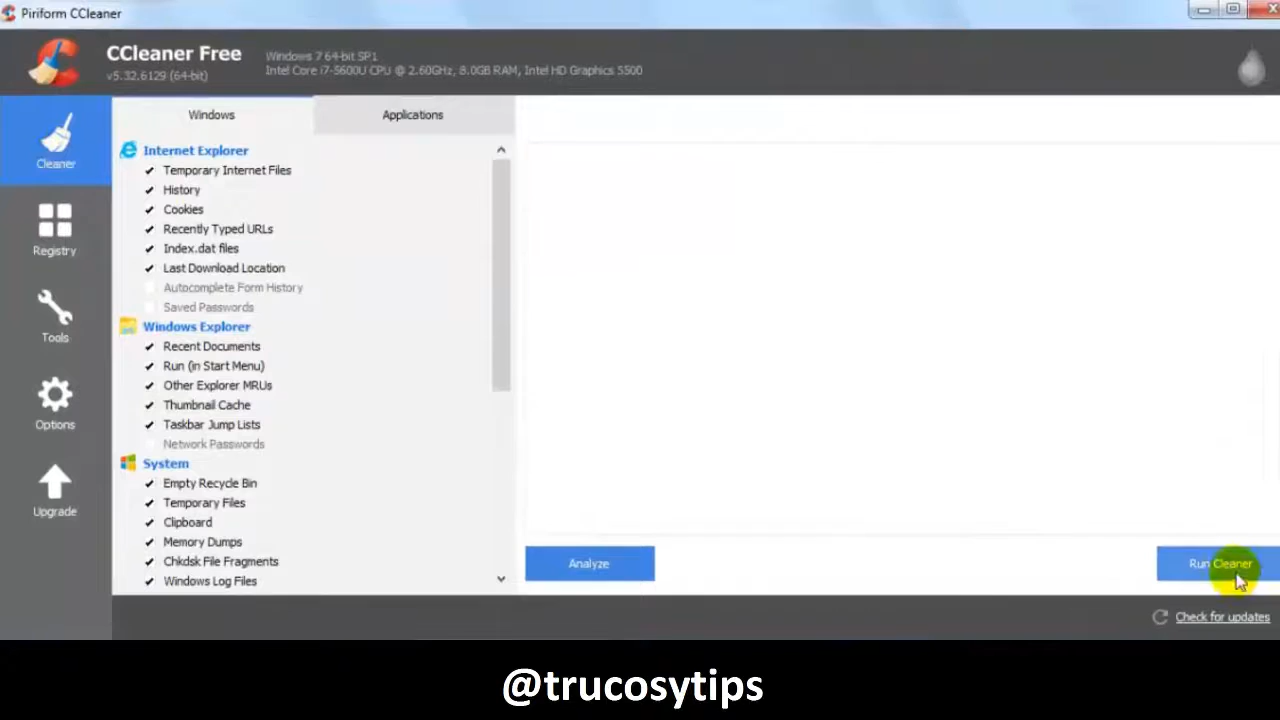 Piriform CCleaner
CCleaner Free
v5.32.6129 (64-bit)
Windows 7 64-bit SP1
Intel Core i7-5600U CPU @ 2.60GHz, 8.0GB RAM, Intel HD Graphics 5500
Cleaner
Registry
Tools
Options
Upgrade
Windows
Applications
Internet Explorer
Temporary Internet Files
History
Cookies
Recently Typed URLs
Index.dat files
Last Download Location
Autocomplete Form History
Saved Passwords
Windows Explorer
Recent Documents
Run (in Start Menu)
Other Explorer MRUs
Thumbnail Cache
Taskbar Jump Lists
Network Passwords
System
Empty Recycle Bin
Temporary Files
Clipboard
Memory Dumps
Chkdsk File Fragments
Windows Log Files
Analyze
Run Cleaner
Check for updates
@trucosytips